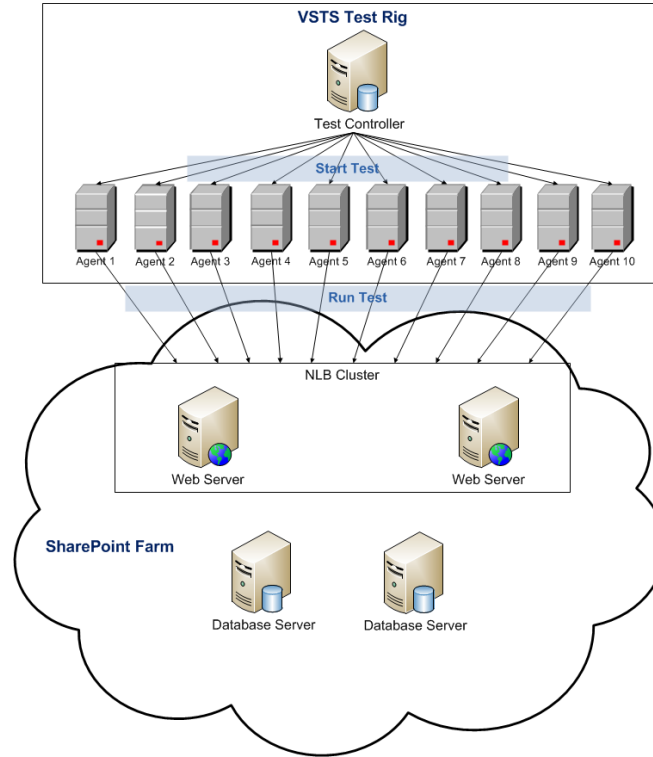 VSTS Test Rig
Test Controller
Start Test
Agent 1
Agent 2
Agent 3
Agent 4
Agent 5
Agent 6
Agent 7
Agent 8
Agent 9
Agent 10
Run Test
NLB Cluster
Web Server
Web Server
SharePoint Farm
Database Server
Database Server